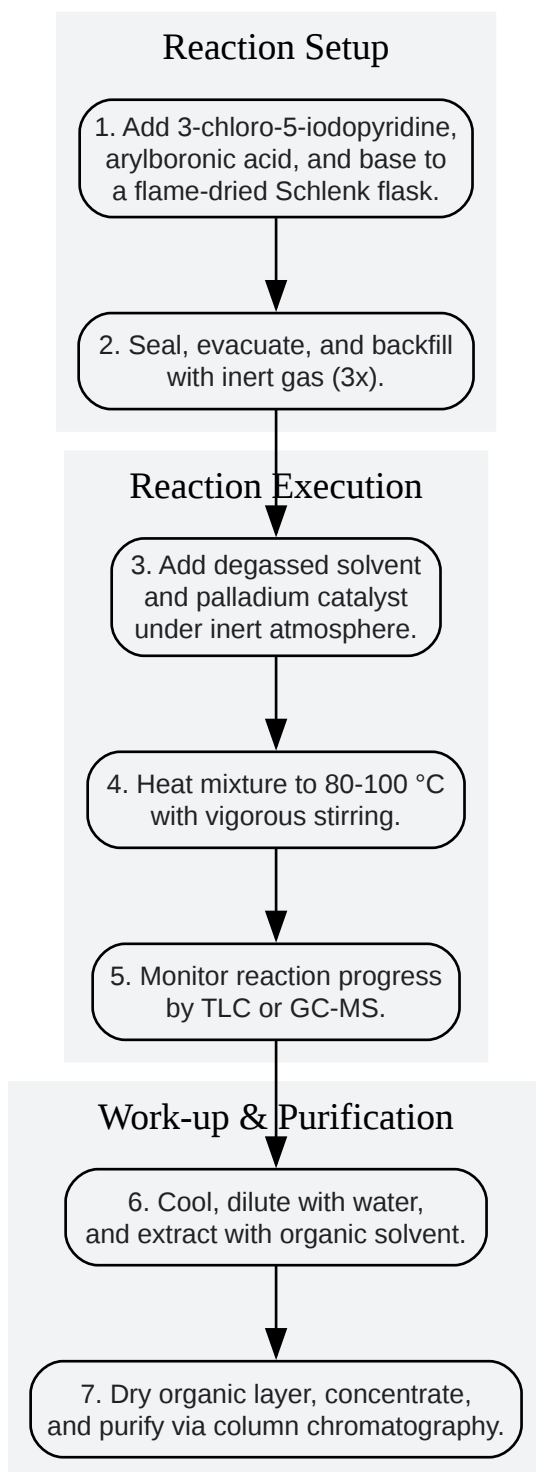 Reaction Setup
1. Add 3-chloro-5-iodopyridine,
arylboronic acid, and base to
a flame-dried Schlenk flask.
2. Seal, evacuate, and backfill
with inert gas (3x).
Reaction Execution
3. Add degassed solvent
and palladium catalyst
under inert atmosphere.
4. Heat mixture to 80-100 °C
with vigorous stirring.
5. Monitor reaction progress
by TLC or GC-MS.
Work-up & Purification
6. Cool, dilute with water,
and extract with organic solvent.
7. Dry organic layer, concentrate,
and purify via column chromatography.